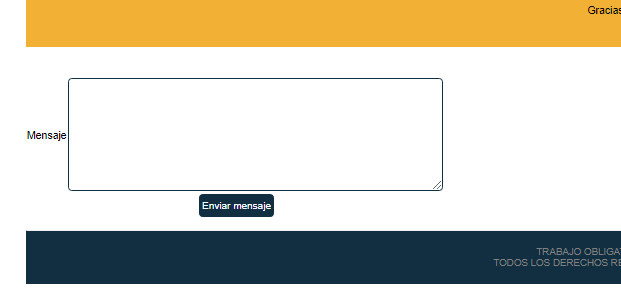 Gracias
Mensaje
Enviar mensaje
TRABAJO OBLIGAT
TODOS LOS DERECHOS RE